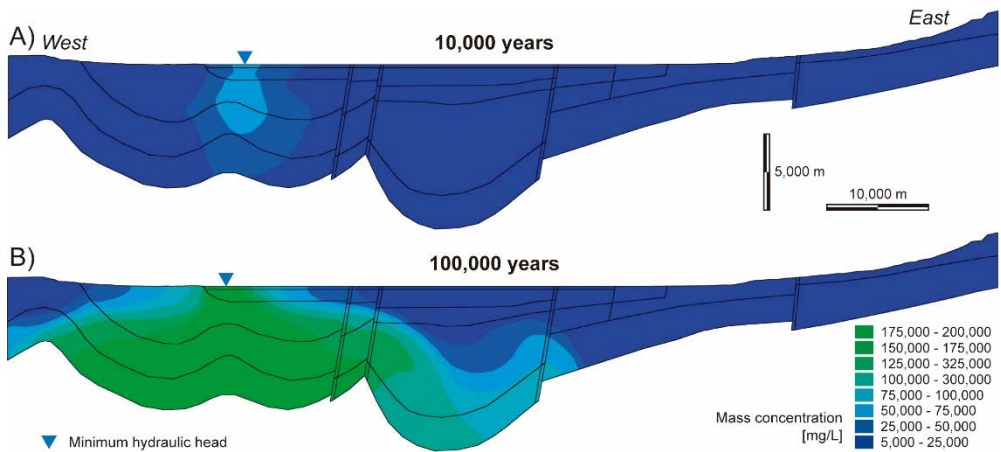 A)
West
10,000 years
East
5,000 m
10,000 m
B)
100,000 years
175,000 - 200,000
150,000 - 175,000
125,000 - 325,000
100,000 - 300,000
75,000 - 100,000
50,000 - 75,000
25,000 - 50,000
5,000 - 25,000
Mass concentration
[mg/L]
Minimum hydraulic head